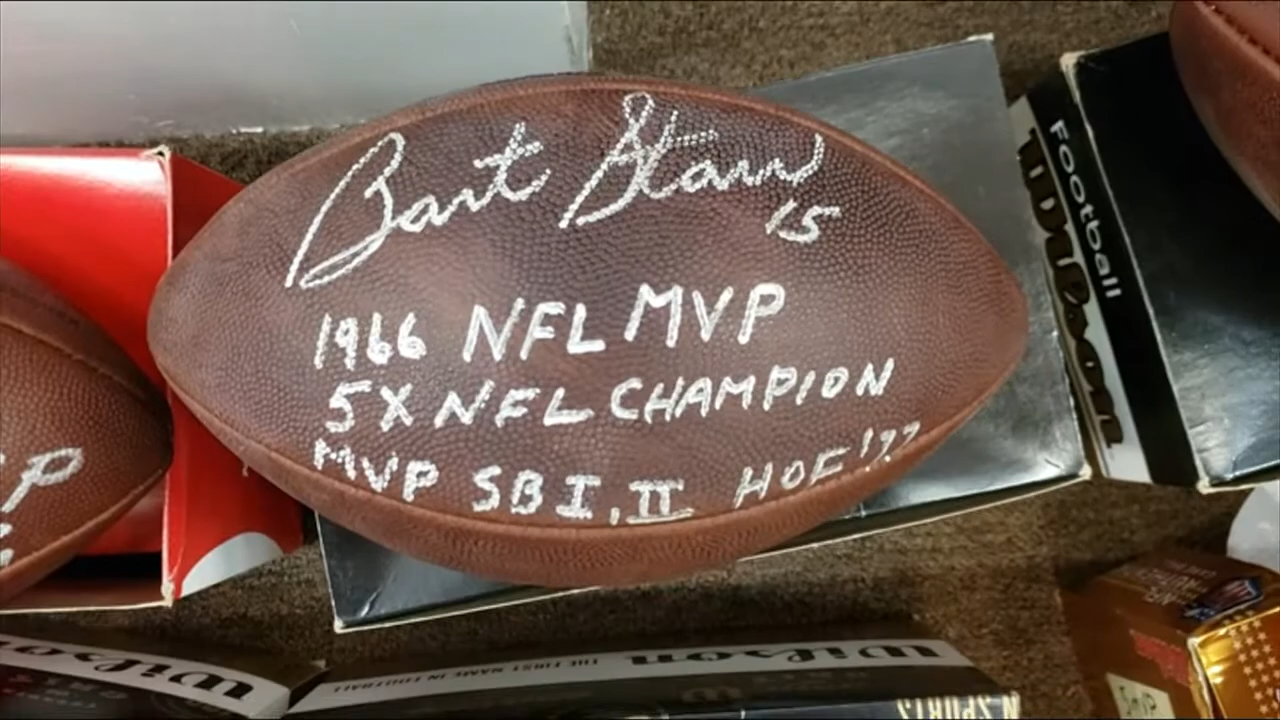 Bart Starr
15
1966 NFL MVP
5X NFL CHAMPION
MVP SB I, II HOF '77
Football
Wilson
P
Wilson
THE FIRST NAME IN FOOTBALL
Wilson
N SPORTS